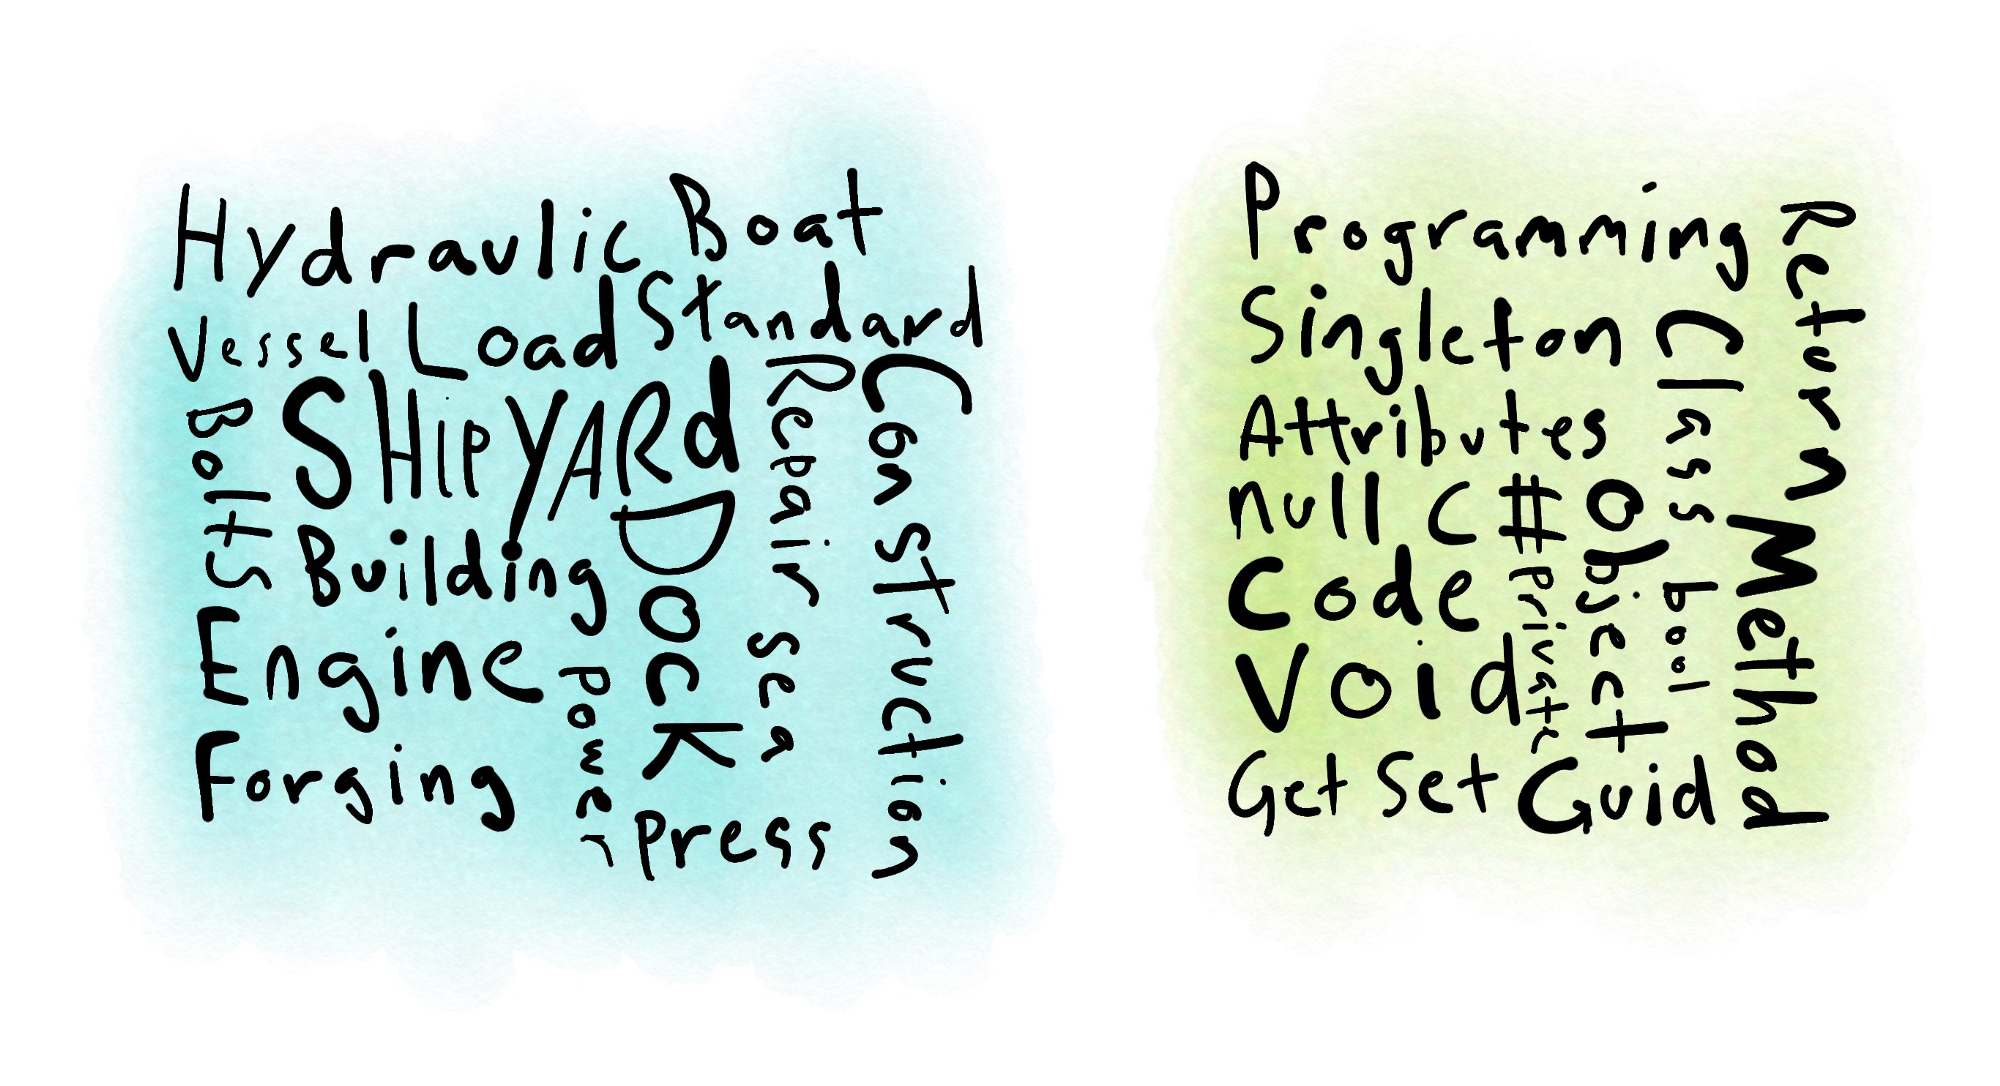 Hydraulic Boat
Vessel Load Standard
Bolts
SHIPYARd
Repair
Construction
Building
Dock
Engine
Power
Sea
Forging
Press
Programming
Return
Singleton
Class
Attributes
null C# Object
Code
private
bool
Method
Void
Get Set Guid